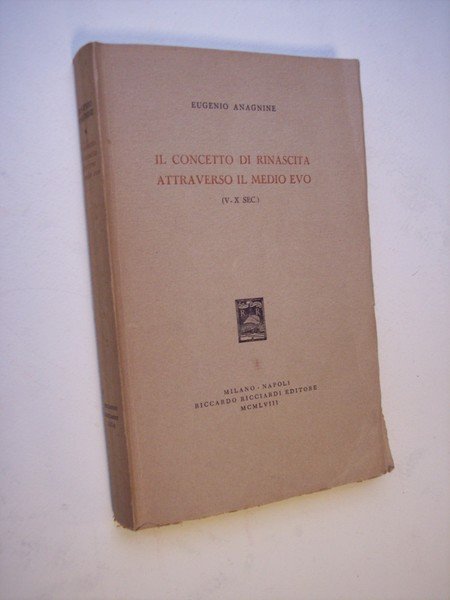 EUGENIO ANAGNINE
IL CONCETTO DI RINASCITA
ATTRAVERSO IL MEDIO EVO
(V-X SEC.)
R R
MILANO - NAPOLI
RICCARDO RICCIARDI EDITORE
MCMLVIII